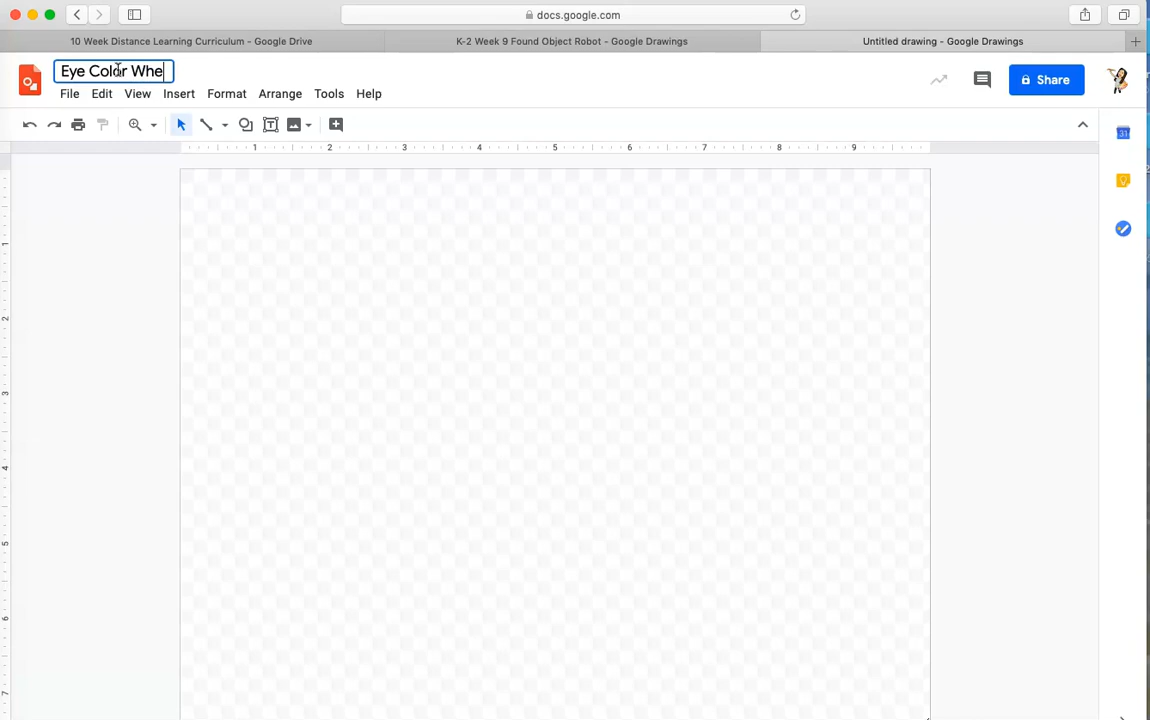 docs.google.com
10 Week Distance Learning Curriculum - Google Drive
K-2 Week 9 Found Object Robot - Google Drawings
Untitled drawing - Google Drawings
Eye Color Whe
File Edit View Insert Format Arrange Tools Help
Share
1 2 3 4 5 6 7 8 9
31
1
2
3
4
5
6
7